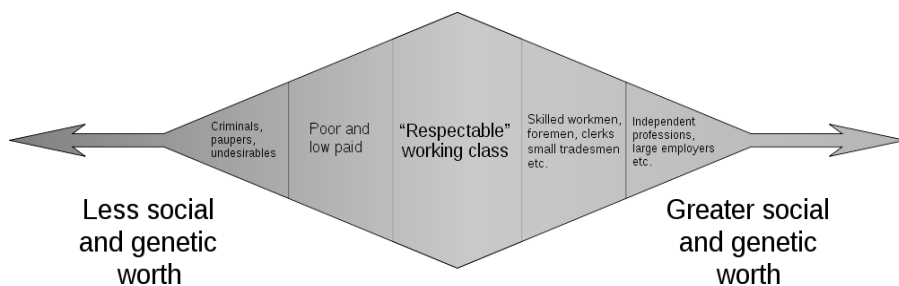 Criminals,
paupers,
undesirables
Poor and
low paid
“Respectable”
working class
Skilled workmen,
foremen, clerks
small tradesmen
etc.
Independent
professions,
large employers
etc.
Less social
and genetic
worth
Greater social
and genetic
worth